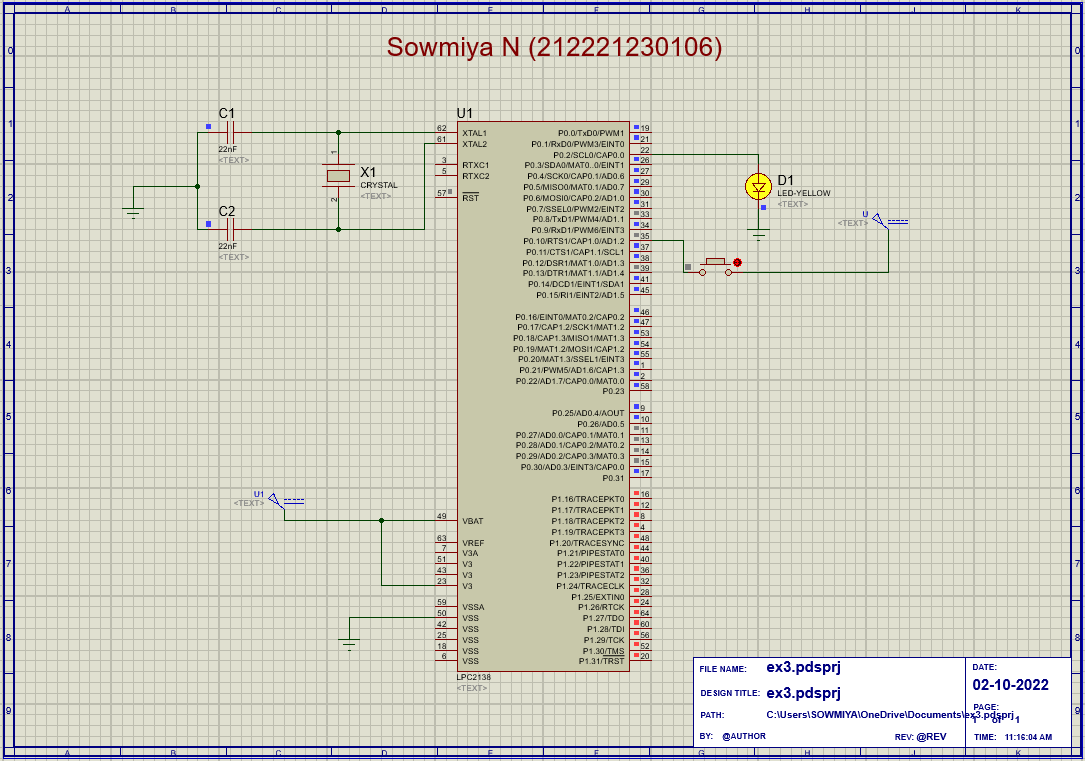 A B C D E F G H J K
Sowmiya N (212221230106)
0 0
1 1
2 2
3 3
4 4
5 5
6 6
7 7
8 8
9 9
C1
22nF
<TEXT>
C2
22nF
<TEXT>
X1
CRYSTAL
<TEXT>
1
2
U1
62 XTAL1
61 XTAL2
3 RTXC1
5 RTXC2
57 RST
49 VBAT
63 VREF
7 V3A
51 V3
43 V3
23 V3
59 VSSA
50 VSS
42 VSS
25 VSS
18 VSS
6 VSS
P0.0/TxD0/PWM1 19
P0.1/RxD0/PWM3/EINT0 21
P0.2/SCL0/CAP0.0 22
P0.3/SDA0/MAT0..0/EINT1 26
P0.4/SCK0/CAP0.1/AD0.6 27
P0.5/MISO0/MAT0.1/AD0.7 29
P0.6/MOSI0/CAP0.2/AD1.0 30
P0.7/SSEL0/PWM2/EINT2 31
P0.8/TxD1/PWM4/AD1.1 33
P0.9/RxD1/PWM6/EINT3 34
P0.10/RTS1/CAP1.0/AD1.2 35
P0.11/CTS1/CAP1.1/SCL1 37
P0.12/DSR1/MAT1.0/AD1.3 38
P0.13/DTR1/MAT1.1/AD1.4 39
P0.14/DCD1/EINT1/SDA1 41
P0.15/RI1/EINT2/AD1.5 45
P0.16/EINT0/MAT0.2/CAP0.2 46
P0.17/CAP1.2/SCK1/MAT1.2 47
P0.18/CAP1.3/MISO1/MAT1.3 53
P0.19/MAT1.2/MOSI1/CAP1.2 54
P0.20/MAT1.3/SSEL1/EINT3 55
P0.21/PWM5/AD1.6/CAP1.3 1
P0.22/AD1.7/CAP0.0/MAT0.0 2
P0.23 58
P0.25/AD0.4/AOUT 9
P0.26/AD0.5 10
P0.27/AD0.0/CAP0.1/MAT0.1 11
P0.28/AD0.1/CAP0.2/MAT0.2 13
P0.29/AD0.2/CAP0.3/MAT0.3 14
P0.30/AD0.3/EINT3/CAP0.0 15
P0.31 17
P1.16/TRACEPKT0 16
P1.17/TRACEPKT1 12
P1.18/TRACEPKT2 8
P1.19/TRACEPKT3 4
P1.20/TRACESYNC 48
P1.21/PIPESTAT0 44
P1.22/PIPESTAT1 40
P1.23/PIPESTAT2 36
P1.24/TRACECLK 32
P1.25/EXTIN0 28
P1.26/RTCK 24
P1.27/TDO 64
P1.28/TDI 60
P1.29/TCK 56
P1.30/TMS 52
P1.31/TRST 20
LPC2138
<TEXT>
U1
<TEXT>
D1
LED-YELLOW
<TEXT>
U
<TEXT>
FILE NAME: ex3.pdsprj
DESIGN TITLE: ex3.pdsprj
PATH: C:\Users\SOWMIYA\OneDrive\Documents\ex3.pdsprj
BY: @AUTHOR REV: @REV
DATE:
02-10-2022
PAGE:
1 of 1
TIME: 11:16:04 AM
A B C D E F G H J K